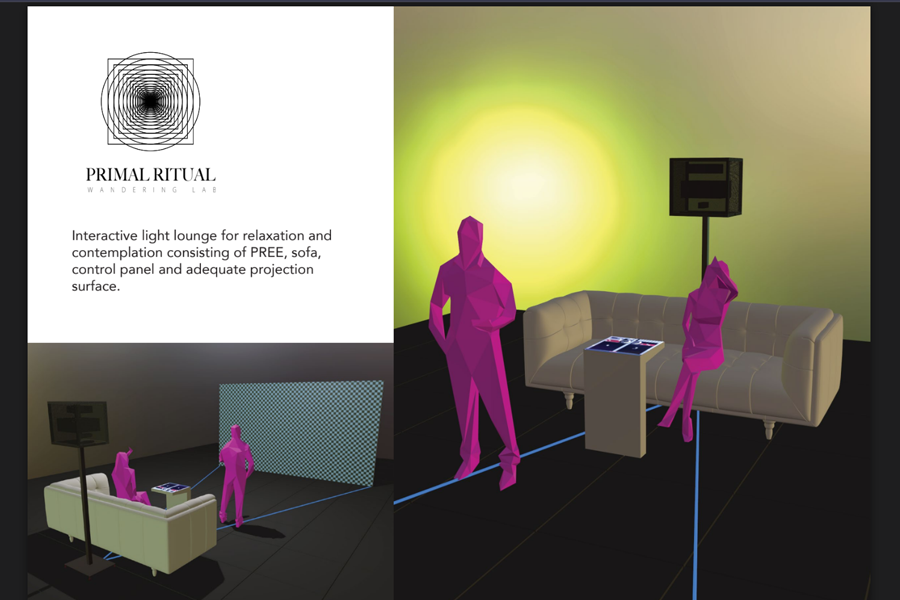 PRIMAL RITUAL
WANDERING LAB
Interactive light lounge for relaxation and
contemplation consisting of PREE, sofa,
control panel and adequate projection
surface.